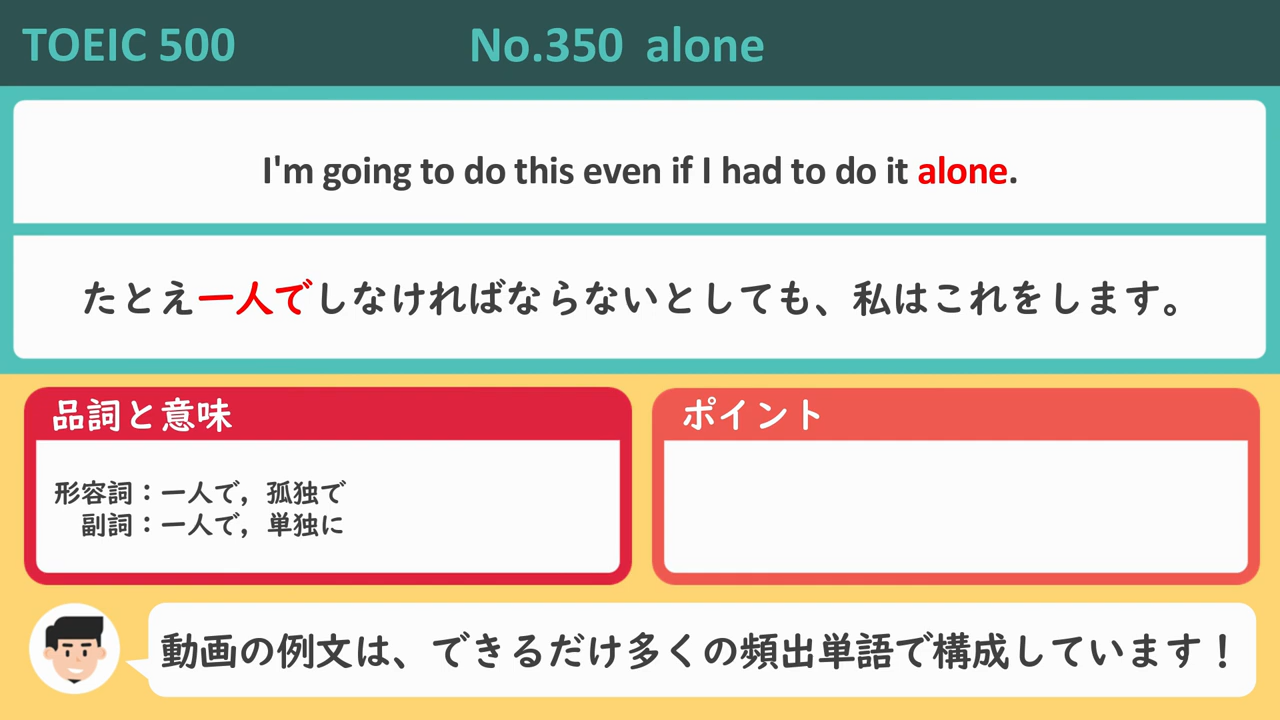 TOEIC 500
No.350 alone
I'm going to do this even if I had to do it alone.
たとえ一人でしなければならないとしても、私はこれをします。
品詞と意味
形容詞：一人で，孤独で
副詞：一人で，単独に
ポイント
動画の例文は、できるだけ多くの頻出単語で構成しています！